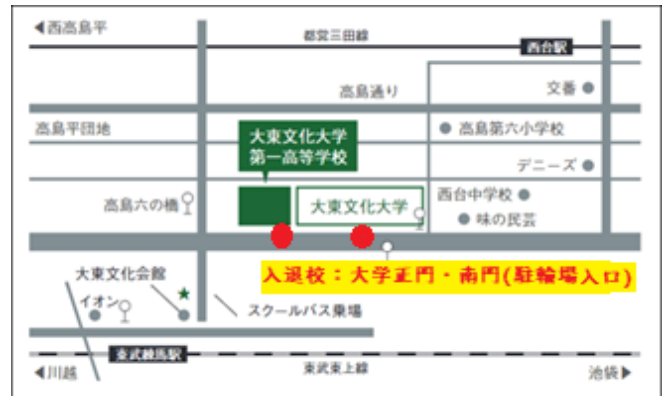 ◀西高島平
都営三田線
西台駅
高島通り
交番
高島平団地
大東文化大学
第一高等学校
高島第六小学校
デニーズ
高島六の橋
大東文化大学
西台中学校
味の民芸
入退校：大学正門・南門(駐輪場入口)
大東文化会館
イオン
スクールバス乗場
東武練馬駅
◀川越
東武東上線
池袋▶